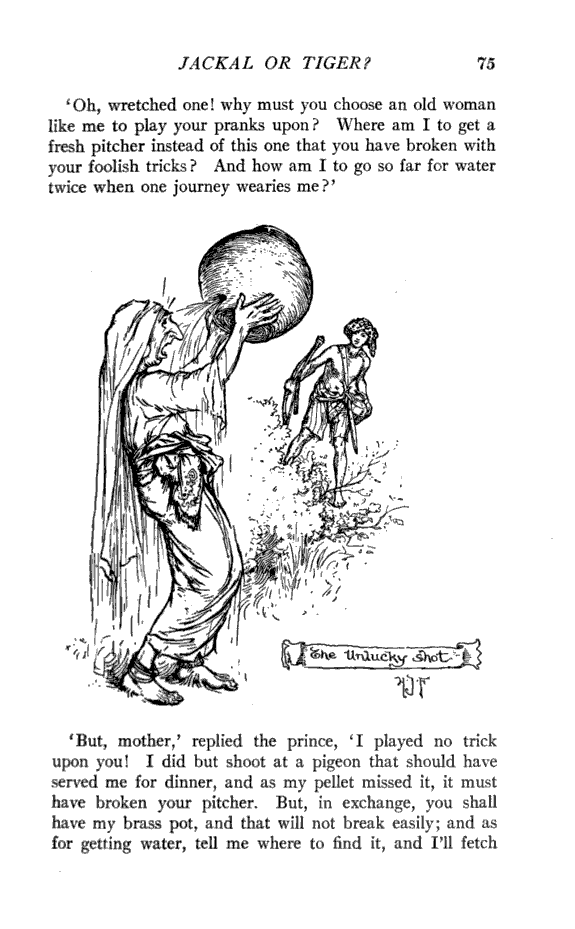 JACKAL OR TIGER? 75
‘Oh, wretched one! why must you choose an old woman
like me to play your pranks upon? Where am I to get a
fresh pitcher instead of this one that you have broken with
your foolish tricks? And how am I to go so far for water
twice when one journey wearies me?’
The Unlucky Shot
HJF
‘But, mother,’ replied the prince, ‘I played no trick
upon you! I did but shoot at a pigeon that should have
served me for dinner, and as my pellet missed it, it must
have broken your pitcher. But, in exchange, you shall
have my brass pot, and that will not break easily; and as
for getting water, tell me where to find it, and I’ll fetch